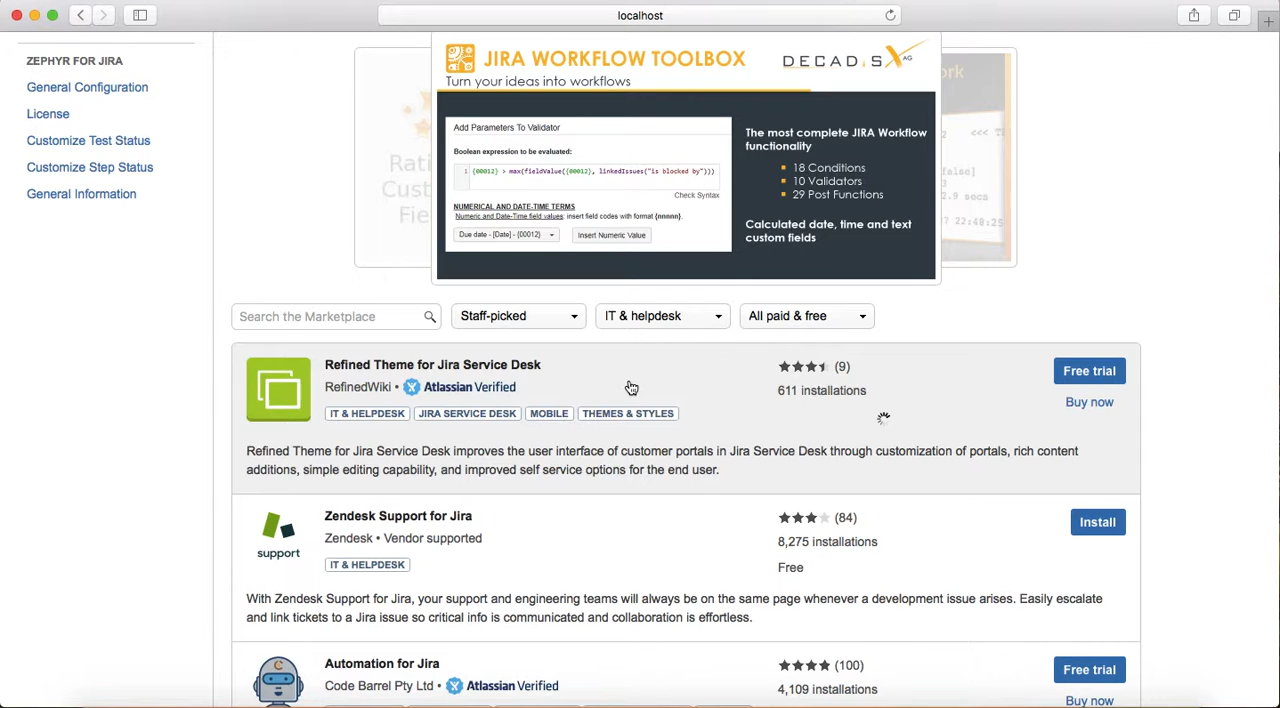 localhost
ZEPHYR FOR JIRA
General Configuration
License
Customize Test Status
Customize Step Status
General Information
JIRA WORKFLOW TOOLBOX
DECADIS AG
Turn your ideas into workflows
Add Parameters To Validator
Boolean expression to be evaluated:
1 {00012} > max(fieldValue({00012}, linkedIssues("is blocked by")))
Check Syntax
NUMERICAL AND DATE-TIME TERMS
Numeric and Date-Time field values: insert field codes with format {nnnnn}.
Due date - [Date] - {00012}
Insert Numeric Value
The most complete JIRA Workflow
functionality
18 Conditions
10 Validators
29 Post Functions
Calculated date, time and text
custom fields
Search the Marketplace
Staff-picked
IT & helpdesk
All paid & free
Refined Theme for Jira Service Desk
(9)
Free trial
RefinedWiki • Atlassian Verified
611 installations
Buy now
IT & HELPDESK JIRA SERVICE DESK MOBILE THEMES & STYLES
Refined Theme for Jira Service Desk improves the user interface of customer portals in Jira Service Desk through customization of portals, rich content
additions, simple editing capability, and improved self service options for the end user.
Zendesk Support for Jira
(84)
Install
support
Zendesk • Vendor supported
8,275 installations
IT & HELPDESK
Free
With Zendesk Support for Jira, your support and engineering teams will always be on the same page whenever a development issue arises. Easily escalate
and link tickets to a Jira issue so critical info is communicated and collaboration is effortless.
Automation for Jira
(100)
Free trial
Code Barrel Pty Ltd • Atlassian Verified
4,109 installations
Buy now